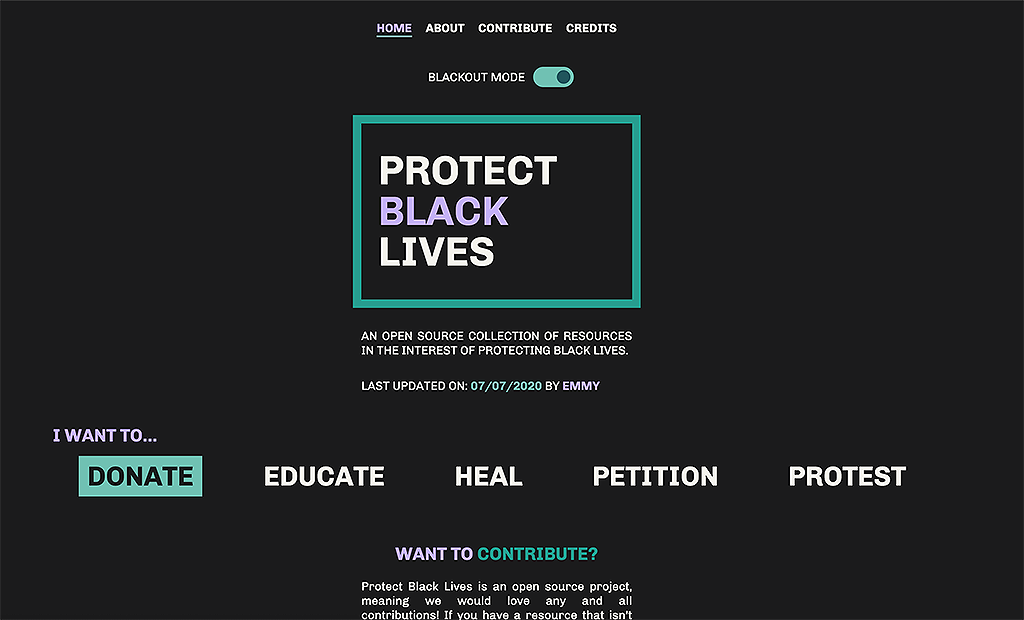 HOME ABOUT CONTRIBUTE CREDITS
BLACKOUT MODE
PROTECT
BLACK
LIVES
AN OPEN SOURCE COLLECTION OF RESOURCES
IN THE INTEREST OF PROTECTING BLACK LIVES.
LAST UPDATED ON: 07/07/2020 BY EMMY
I WANT TO...
DONATE EDUCATE HEAL PETITION PROTEST
WANT TO CONTRIBUTE?
Protect Black Lives is an open source project,
meaning we would love any and all
contributions! If you have a resource that isn't